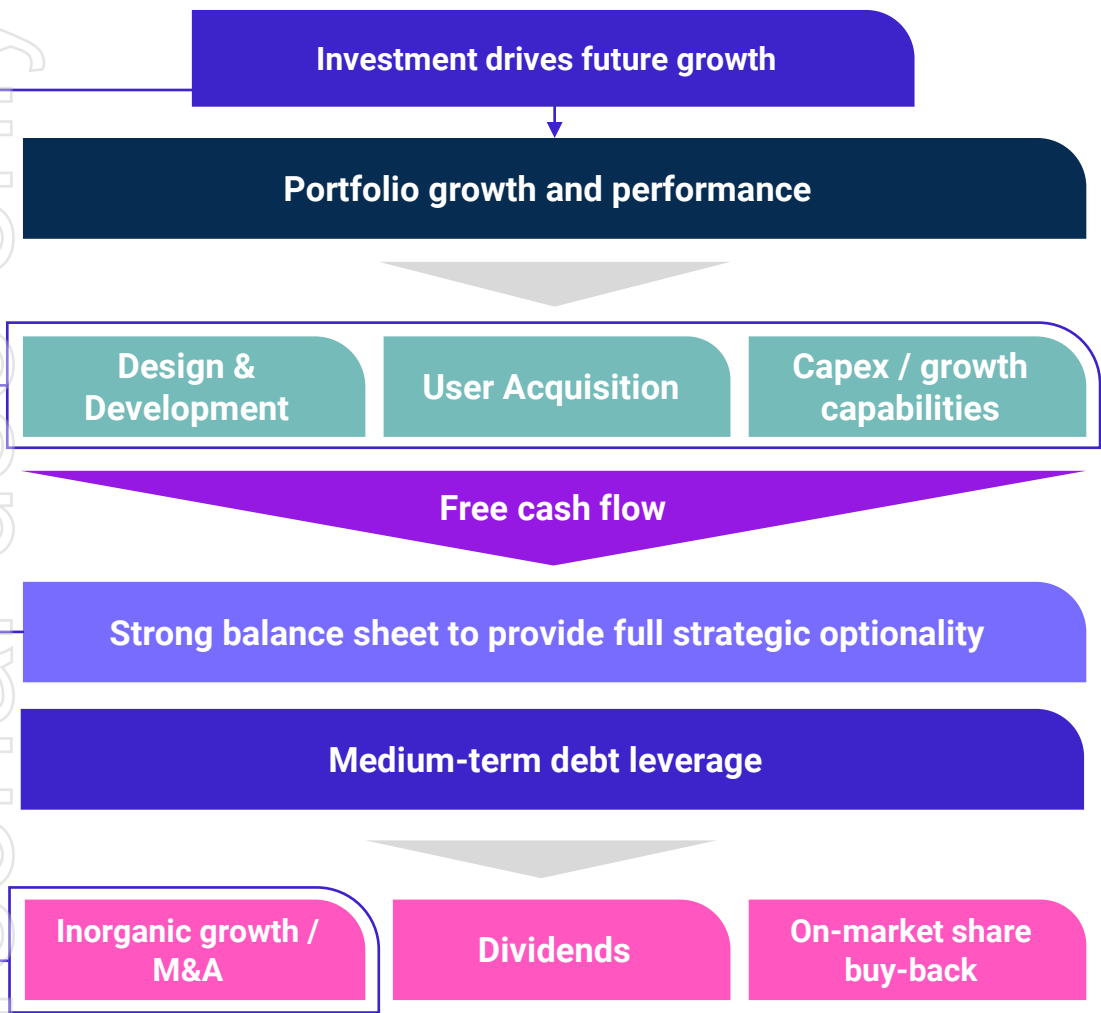 Investment drives future growth
Portfolio growth and performance
Design &
Development
User Acquisition
Capex / growth
capabilities
Free cash flow
Strong balance sheet to provide full strategic optionality
Medium-term debt leverage
Inorganic growth /
M&A
Dividends
On-market share
buy-back